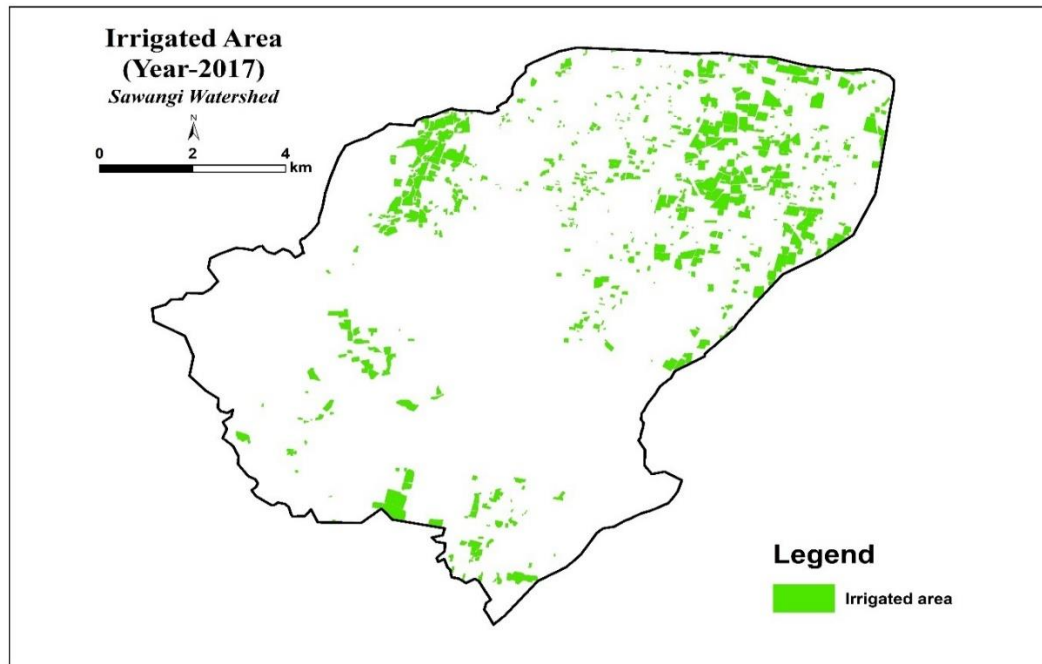 Irrigated Area
(Year-2017)
Sawangi Watershed
N
0 2 4
km
Legend
Irrigated area